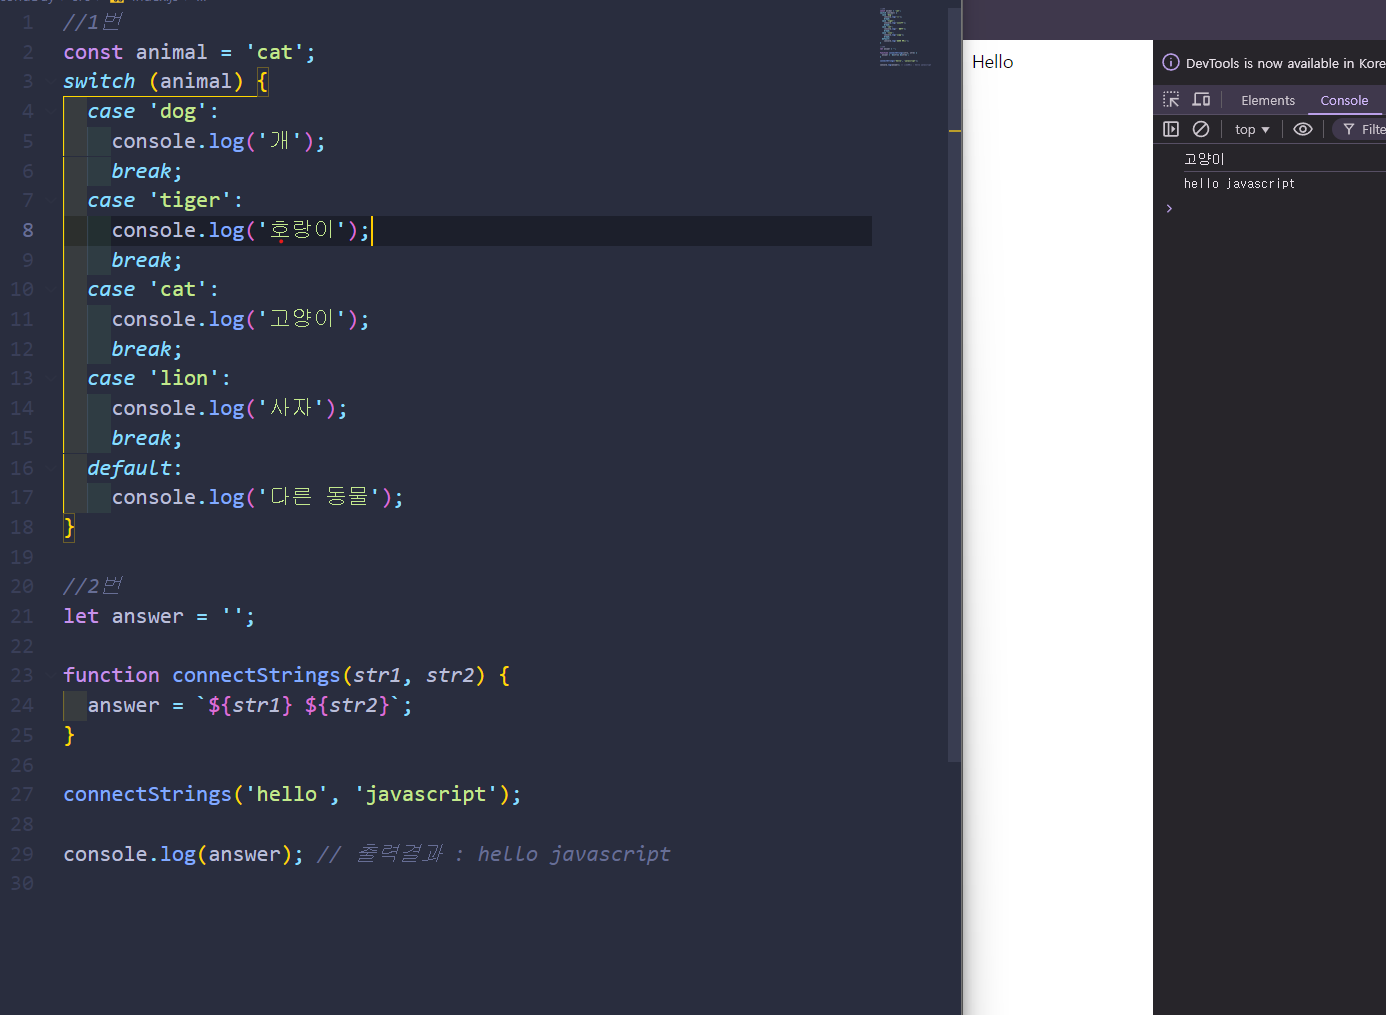 1 //1번
2 const animal = 'cat';
3 switch (animal) {
4 case 'dog':
5 console.log('개');
6 break;
7 case 'tiger':
8 console.log('호랑이');
9 break;
10 case 'cat':
11 console.log('고양이');
12 break;
13 case 'lion':
14 console.log('사자');
15 break;
16 default:
17 console.log('다른 동물');
18 }
19
20 //2번
21 let answer = '';
22
23 function connectStrings(str1, str2) {
24 answer = `${str1} ${str2}`;
25 }
26
27 connectStrings('hello', 'javascript');
28
29 console.log(answer); // 출력결과 : hello javascript
30
Hello
DevTools is now available in Kore
Elements Console
top Filte
고양이
hello javascript